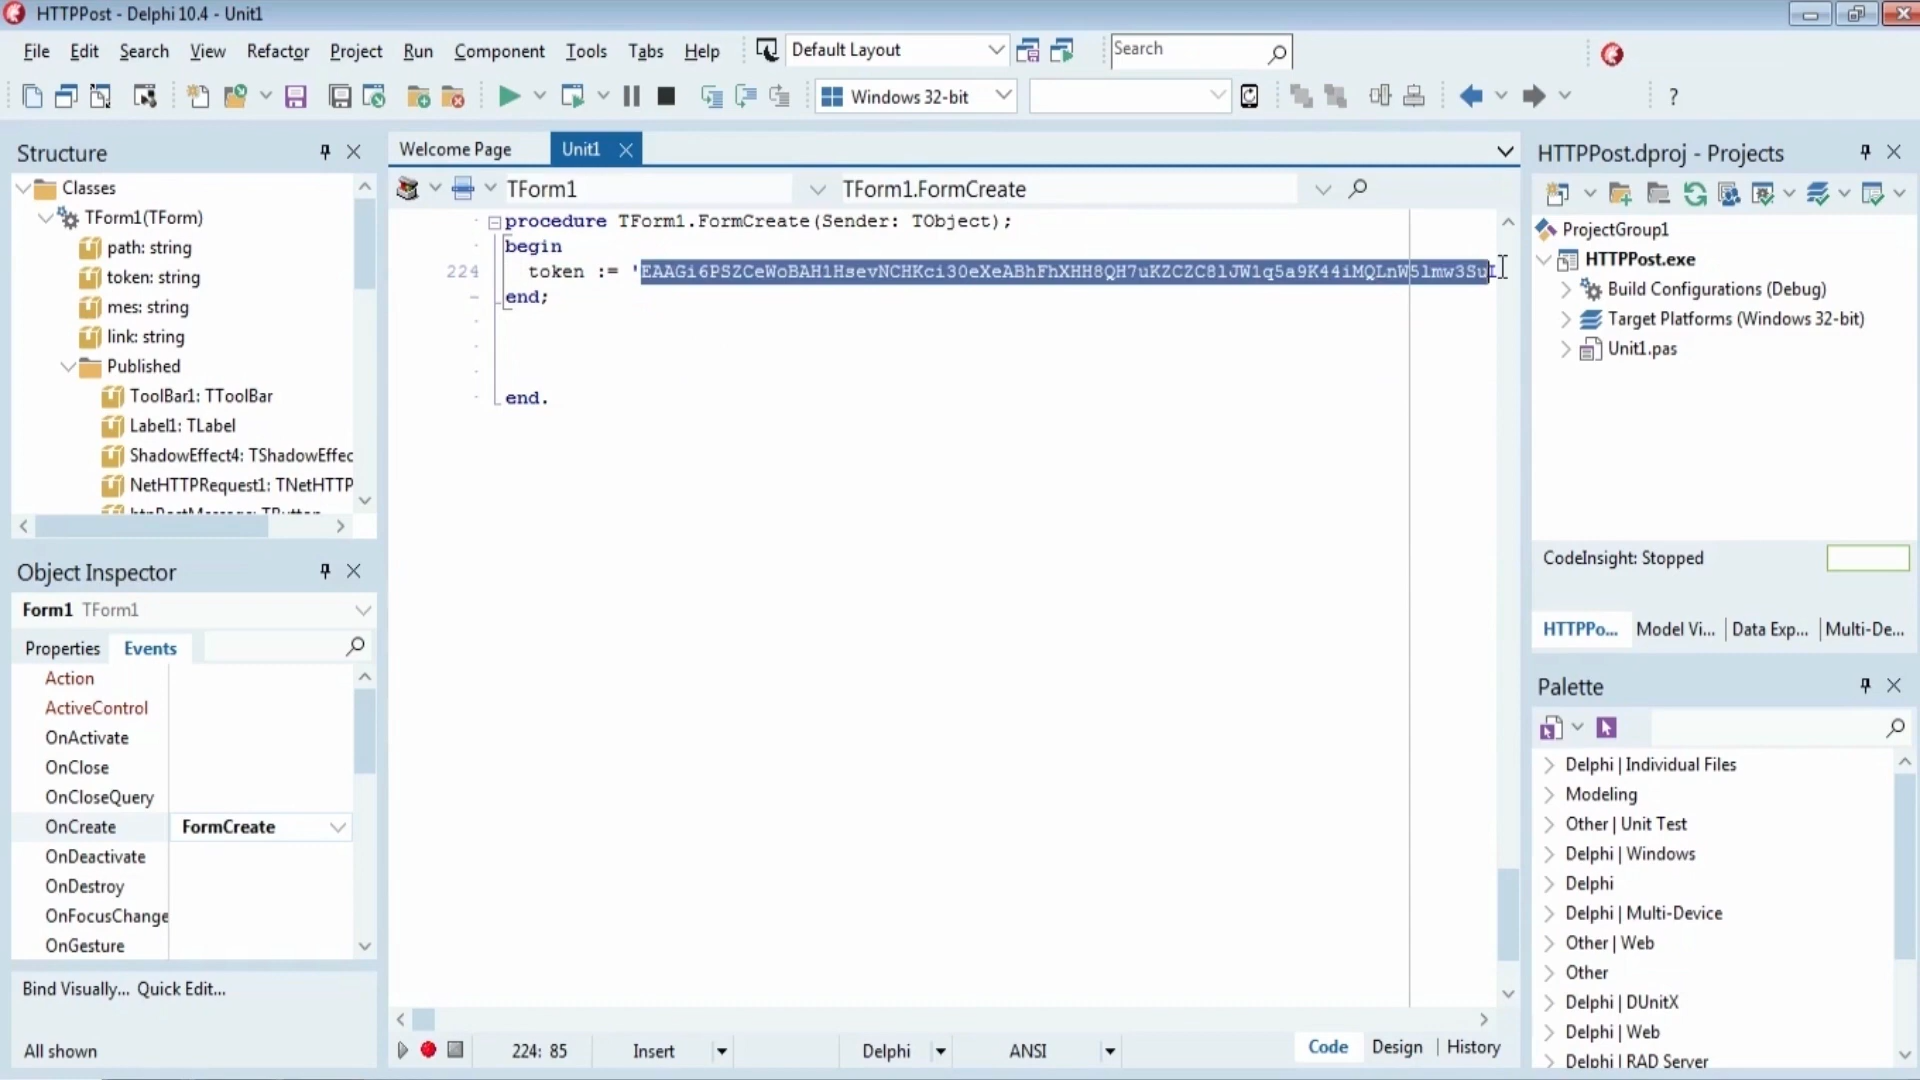 HTTPPost - Delphi 10.4 - Unit1
File Edit Search View Refactor Project Run Component Tools Tabs Help
Default Layout
Search
Windows 32-bit
?
Structure
Classes
TForm1(TForm)
path: string
token: string
mes: string
link: string
Published
ToolBar1: TToolBar
Label1: TLabel
ShadowEffect4: TShadowEffec
NetHTTPRequest1: TNetHTTP
Object Inspector
Form1 TForm1
Properties Events
Action
ActiveControl
OnActivate
OnClose
OnCloseQuery
OnCreate FormCreate
OnDeactivate
OnDestroy
OnFocusChange
OnGesture
Bind Visually... Quick Edit...
All shown
Welcome Page Unit1
TForm1 TForm1.FormCreate
procedure TForm1.FormCreate(Sender: TObject);
begin
224 token := 'EAAGi6PSZCeWoBAH1HsevNCHKci30eXeABhFhXHH8QH7uKZCZC8lJW1q5a9K44iMQLnW5lmw3Su
end;
end.
224: 85 Insert Delphi ANSI Code Design History
HTTPPost.dproj - Projects
ProjectGroup1
HTTPPost.exe
Build Configurations (Debug)
Target Platforms (Windows 32-bit)
Unit1.pas
CodeInsight: Stopped
HTTPPo... Model Vi... Data Exp... Multi-De...
Palette
Delphi | Individual Files
Modeling
Other | Unit Test
Delphi | Windows
Delphi
Delphi | Multi-Device
Other | Web
Other
Delphi | DUnitX
Delphi | Web
Delphi | RAD Server